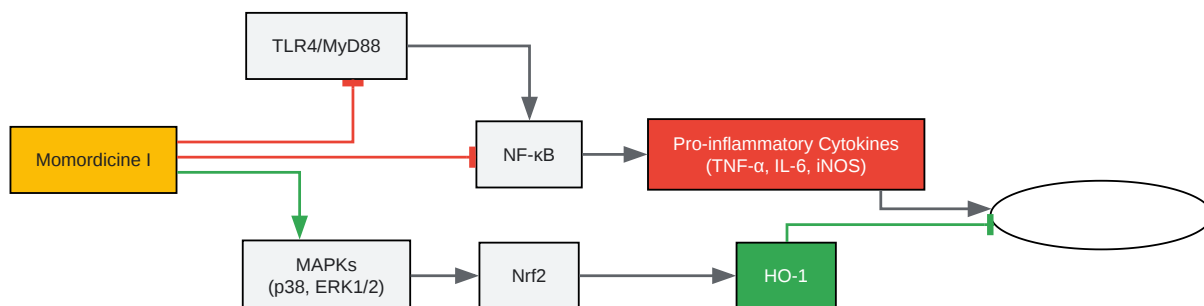 TLR4/MyD88
Momordicine I
NF-κB
Pro-inflammatory Cytokines
(TNF-α, IL-6, iNOS)
MAPKs
(p38, ERK1/2)
Nrf2
HO-1